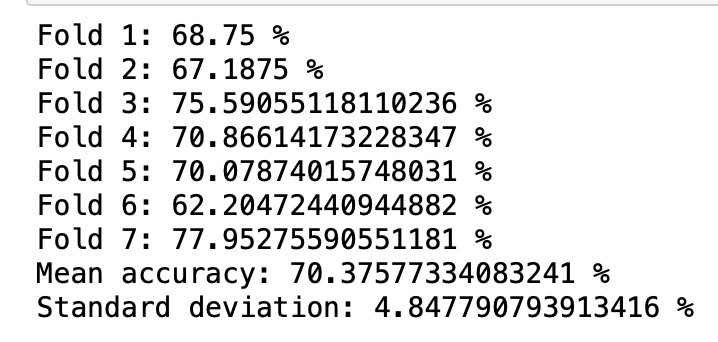 Fold 1: 68.75 %
Fold 2: 67.1875 %
Fold 3: 75.59055118110236 %
Fold 4: 70.86614173228347 %
Fold 5: 70.07874015748031 %
Fold 6: 62.20472440944882 %
Fold 7: 77.95275590551181 %
Mean accuracy: 70.37577334083241 %
Standard deviation: 4.847790793913416 %